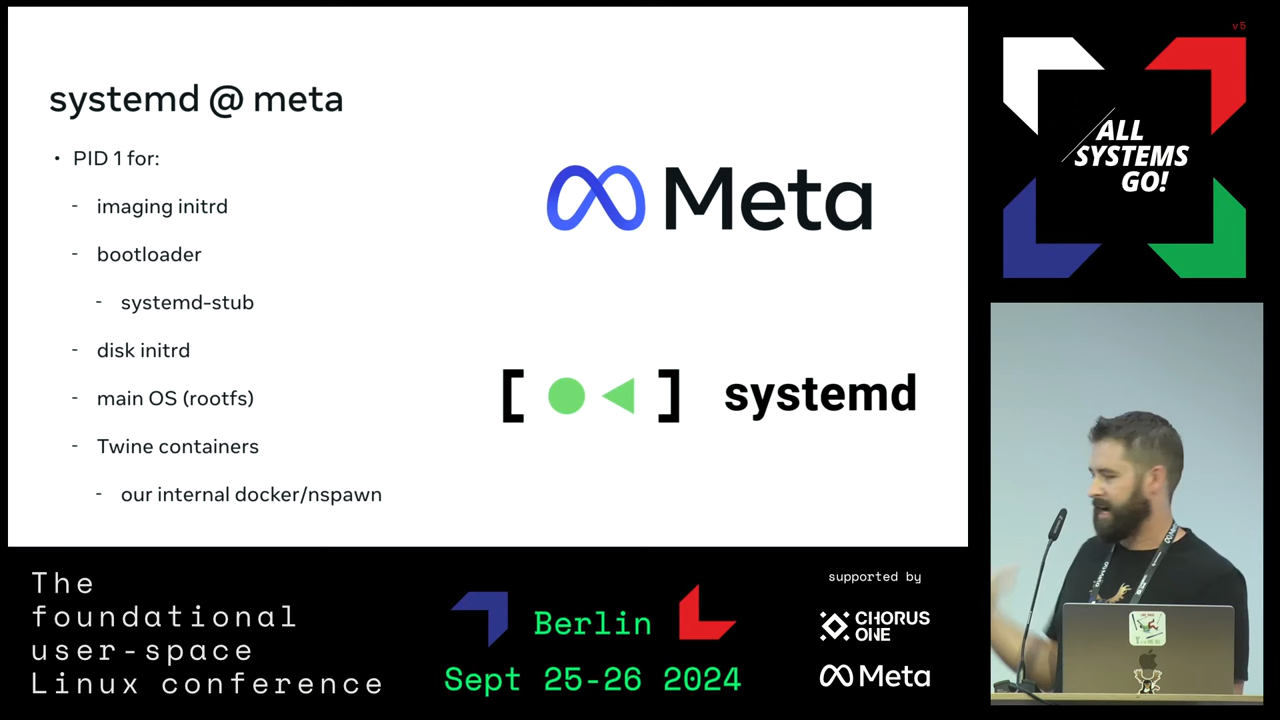 systemd @ meta
• PID 1 for:
- imaging initrd
- bootloader
- systemd-stub
- disk initrd
- main OS (rootfs)
- Twine containers
- our internal docker/nspawn
Meta
[ ] systemd
v5
ALL
SYSTEMS
GO!
The
foundational
user-space
Linux conference
Berlin
Sept 25-26 2024
supported by
CHORUS
ONE
Meta